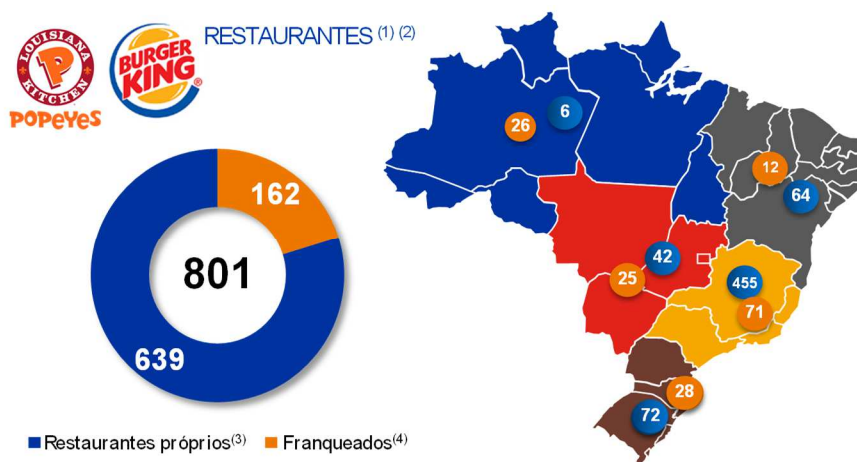 LOUISIANA
P
KITCHEN
POPEYES
BURGER
KING
®
RESTAURANTES (1) (2)
162
801
639
Restaurantes próprios(3)
Franqueados(4)
26
6
12
64
42
25
455
71
28
72